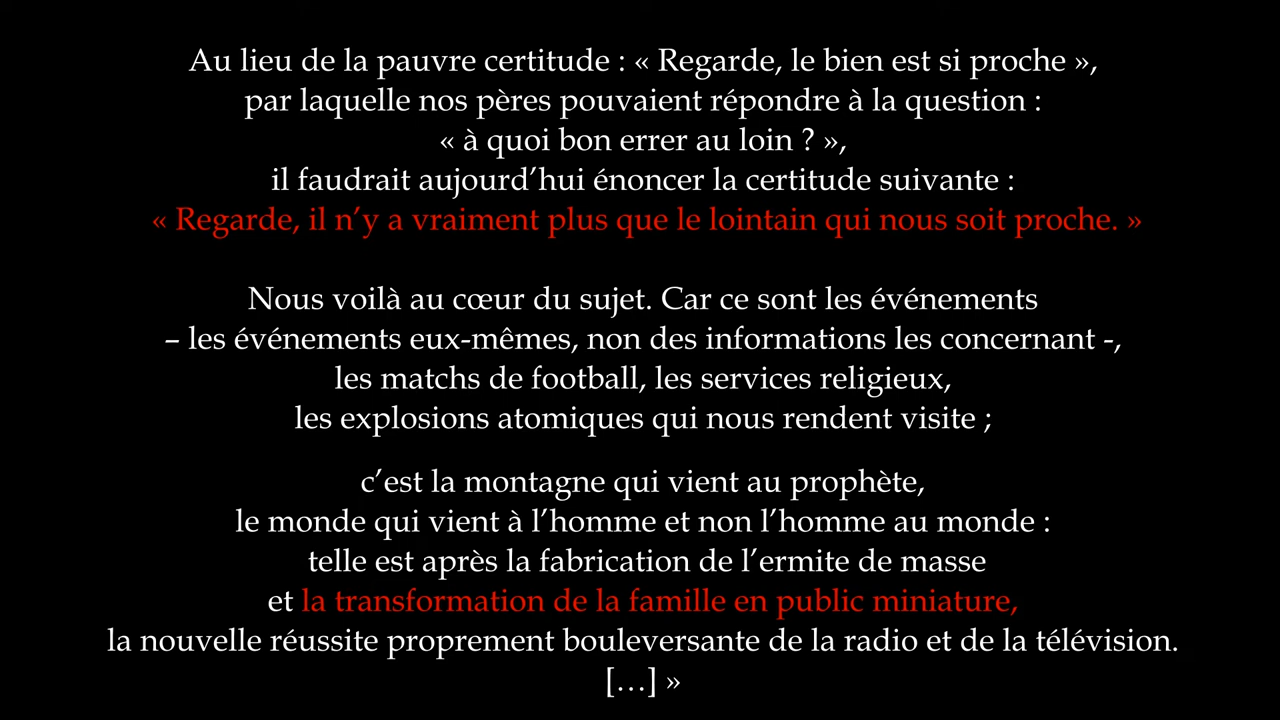 Au lieu de la pauvre certitude : « Regarde, le bien est si proche »,
par laquelle nos pères pouvaient répondre à la question :
« à quoi bon errer au loin ? »,
il faudrait aujourd’hui énoncer la certitude suivante :
« Regarde, il n’y a vraiment plus que le lointain qui nous soit proche. »
Nous voilà au cœur du sujet. Car ce sont les événements
– les événements eux-mêmes, non des informations les concernant -,
les matchs de football, les services religieux,
les explosions atomiques qui nous rendent visite ;
c’est la montagne qui vient au prophète,
le monde qui vient à l’homme et non l’homme au monde :
telle est après la fabrication de l’ermite de masse
et la transformation de la famille en public miniature,
la nouvelle réussite proprement bouleversante de la radio et de la télévision.
[…] »